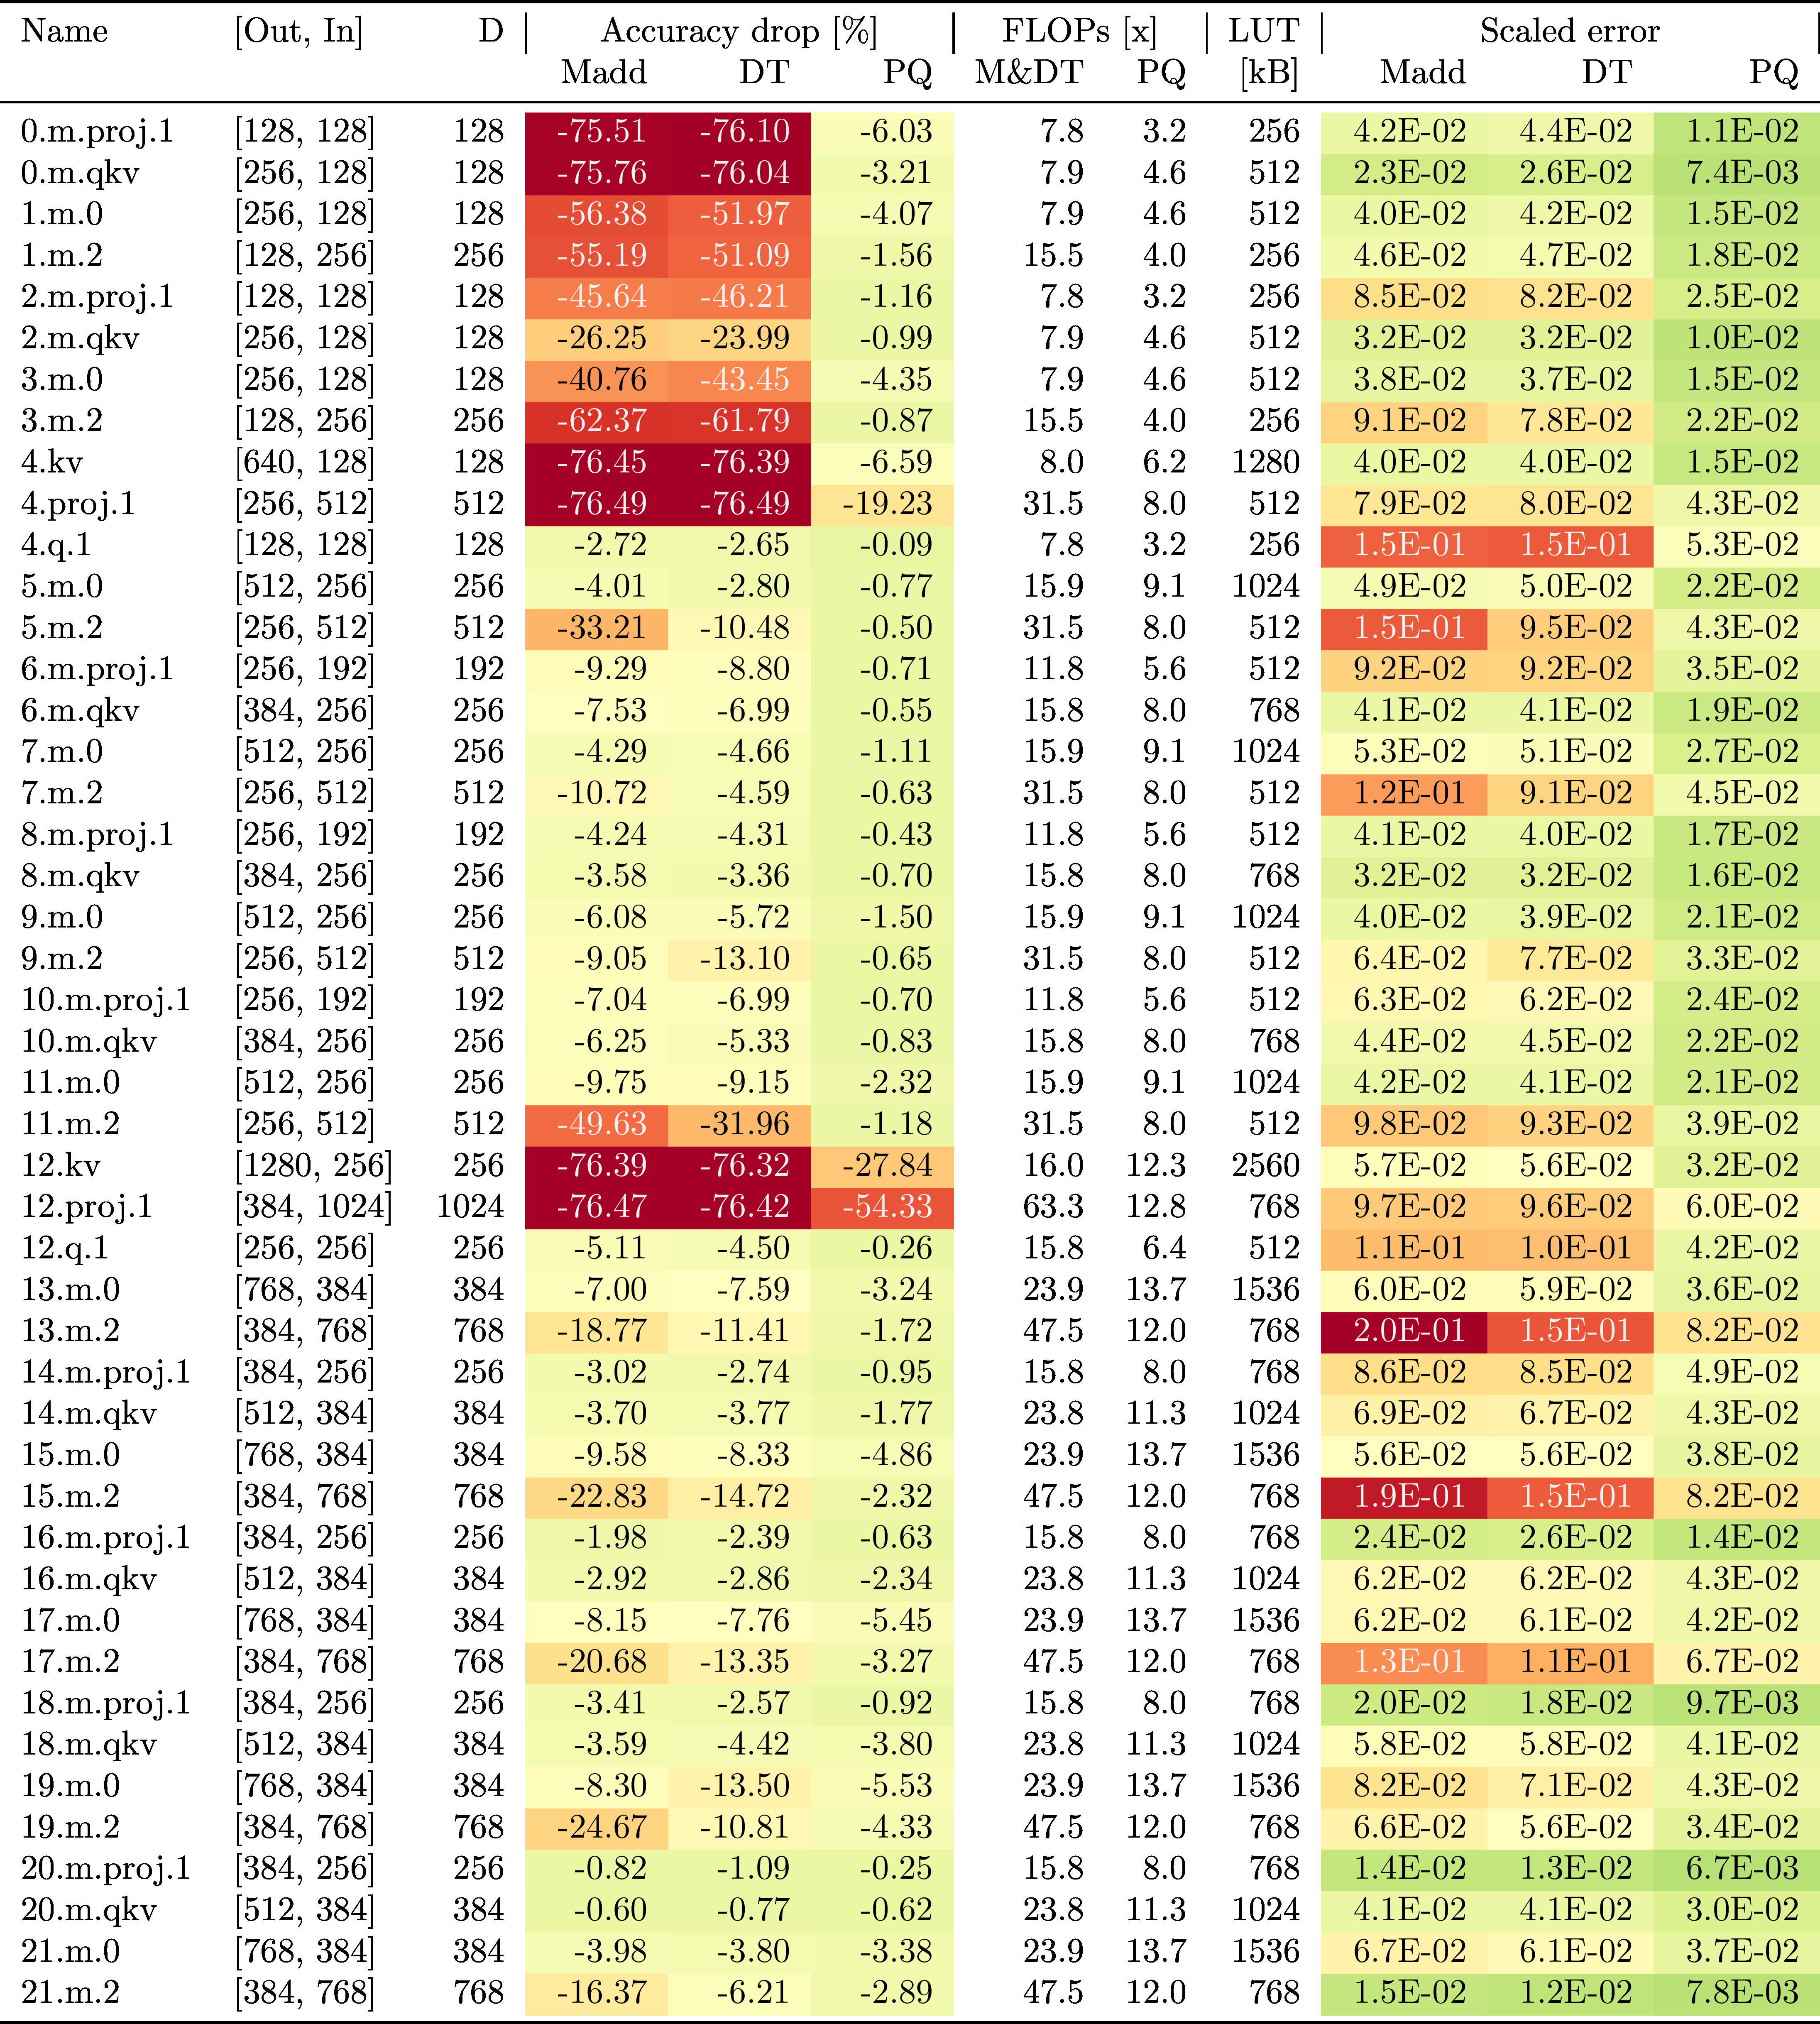 Name [Out, In] D Accuracy drop [%] FLOPs [x] LUT Scaled error
Madd DT PQ M&DT PQ [kB] Madd DT PQ
0.m.proj.1 [128, 128] 128 -75.51 -76.10 -6.03 7.8 3.2 256 4.2E-02 4.4E-02 1.1E-02
0.m.qkv [256, 128] 128 -75.76 -76.04 -3.21 7.9 4.6 512 2.3E-02 2.6E-02 7.4E-03
1.m.0 [256, 128] 128 -56.38 -51.97 -4.07 7.9 4.6 512 4.0E-02 4.2E-02 1.5E-02
1.m.2 [128, 256] 256 -55.19 -51.09 -1.56 15.5 4.0 256 4.6E-02 4.7E-02 1.8E-02
2.m.proj.1 [128, 128] 128 -45.64 -46.21 -1.16 7.8 3.2 256 8.5E-02 8.2E-02 2.5E-02
2.m.qkv [256, 128] 128 -26.25 -23.99 -0.99 7.9 4.6 512 3.2E-02 3.2E-02 1.0E-02
3.m.0 [256, 128] 128 -40.76 -43.45 -4.35 7.9 4.6 512 3.8E-02 3.7E-02 1.5E-02
3.m.2 [128, 256] 256 -62.37 -61.79 -0.87 15.5 4.0 256 9.1E-02 7.8E-02 2.2E-02
4.kv [640, 128] 128 -76.45 -76.39 -6.59 8.0 6.2 1280 4.0E-02 4.0E-02 1.5E-02
4.proj.1 [256, 512] 512 -76.49 -76.49 -19.23 31.5 8.0 512 7.9E-02 8.0E-02 4.3E-02
4.q.1 [128, 128] 128 -2.72 -2.65 -0.09 7.8 3.2 256 1.5E-01 1.5E-01 5.3E-02
5.m.0 [512, 256] 256 -4.01 -2.80 -0.77 15.9 9.1 1024 4.9E-02 5.0E-02 2.2E-02
5.m.2 [256, 512] 512 -33.21 -10.48 -0.50 31.5 8.0 512 1.5E-01 9.5E-02 4.3E-02
6.m.proj.1 [256, 192] 192 -9.29 -8.80 -0.71 11.8 5.6 512 9.2E-02 9.2E-02 3.5E-02
6.m.qkv [384, 256] 256 -7.53 -6.99 -0.55 15.8 8.0 768 4.1E-02 4.1E-02 1.9E-02
7.m.0 [512, 256] 256 -4.29 -4.66 -1.11 15.9 9.1 1024 5.3E-02 5.1E-02 2.7E-02
7.m.2 [256, 512] 512 -10.72 -4.59 -0.63 31.5 8.0 512 1.2E-01 9.1E-02 4.5E-02
8.m.proj.1 [256, 192] 192 -4.24 -4.31 -0.43 11.8 5.6 512 4.1E-02 4.0E-02 1.7E-02
8.m.qkv [384, 256] 256 -3.58 -3.36 -0.70 15.8 8.0 768 3.2E-02 3.2E-02 1.6E-02
9.m.0 [512, 256] 256 -6.08 -5.72 -1.50 15.9 9.1 1024 4.0E-02 3.9E-02 2.1E-02
9.m.2 [256, 512] 512 -9.05 -13.10 -0.65 31.5 8.0 512 6.4E-02 7.7E-02 3.3E-02
10.m.proj.1 [256, 192] 192 -7.04 -6.99 -0.70 11.8 5.6 512 6.3E-02 6.2E-02 2.4E-02
10.m.qkv [384, 256] 256 -6.25 -5.33 -0.83 15.8 8.0 768 4.4E-02 4.5E-02 2.2E-02
11.m.0 [512, 256] 256 -9.75 -9.15 -2.32 15.9 9.1 1024 4.2E-02 4.1E-02 2.1E-02
11.m.2 [256, 512] 512 -49.63 -31.96 -1.18 31.5 8.0 512 9.8E-02 9.3E-02 3.9E-02
12.kv [1280, 256] 256 -76.39 -76.32 -27.84 16.0 12.3 2560 5.7E-02 5.6E-02 3.2E-02
12.proj.1 [384, 1024] 1024 -76.47 -76.42 -54.33 63.3 12.8 768 9.7E-02 9.6E-02 6.0E-02
12.q.1 [256, 256] 256 -5.11 -4.50 -0.26 15.8 6.4 512 1.1E-01 1.0E-01 4.2E-02
13.m.0 [768, 384] 384 -7.00 -7.59 -3.24 23.9 13.7 1536 6.0E-02 5.9E-02 3.6E-02
13.m.2 [384, 768] 768 -18.77 -11.41 -1.72 47.5 12.0 768 2.0E-01 1.5E-01 8.2E-02
14.m.proj.1 [384, 256] 256 -3.02 -2.74 -0.95 15.8 8.0 768 8.6E-02 8.5E-02 4.9E-02
14.m.qkv [512, 384] 384 -3.70 -3.77 -1.77 23.8 11.3 1024 6.9E-02 6.7E-02 4.3E-02
15.m.0 [768, 384] 384 -9.58 -8.33 -4.86 23.9 13.7 1536 5.6E-02 5.6E-02 3.8E-02
15.m.2 [384, 768] 768 -22.83 -14.72 -2.32 47.5 12.0 768 1.9E-01 1.5E-01 8.2E-02
16.m.proj.1 [384, 256] 256 -1.98 -2.39 -0.63 15.8 8.0 768 2.4E-02 2.6E-02 1.4E-02
16.m.qkv [512, 384] 384 -2.92 -2.86 -2.34 23.8 11.3 1024 6.2E-02 6.2E-02 4.3E-02
17.m.0 [768, 384] 384 -8.15 -7.76 -5.45 23.9 13.7 1536 6.2E-02 6.1E-02 4.2E-02
17.m.2 [384, 768] 768 -20.68 -13.35 -3.27 47.5 12.0 768 1.3E-01 1.1E-01 6.7E-02
18.m.proj.1 [384, 256] 256 -3.41 -2.57 -0.92 15.8 8.0 768 2.0E-02 1.8E-02 9.7E-03
18.m.qkv [512, 384] 384 -3.59 -4.42 -3.80 23.8 11.3 1024 5.8E-02 5.8E-02 4.1E-02
19.m.0 [768, 384] 384 -8.30 -13.50 -5.53 23.9 13.7 1536 8.2E-02 7.1E-02 4.3E-02
19.m.2 [384, 768] 768 -24.67 -10.81 -4.33 47.5 12.0 768 6.6E-02 5.6E-02 3.4E-02
20.m.proj.1 [384, 256] 256 -0.82 -1.09 -0.25 15.8 8.0 768 1.4E-02 1.3E-02 6.7E-03
20.m.qkv [512, 384] 384 -0.60 -0.77 -0.62 23.8 11.3 1024 4.1E-02 4.1E-02 3.0E-02
21.m.0 [768, 384] 384 -3.98 -3.80 -3.38 23.9 13.7 1536 6.7E-02 6.1E-02 3.7E-02
21.m.2 [384, 768] 768 -16.37 -6.21 -2.89 47.5 12.0 768 1.5E-02 1.2E-02 7.8E-03